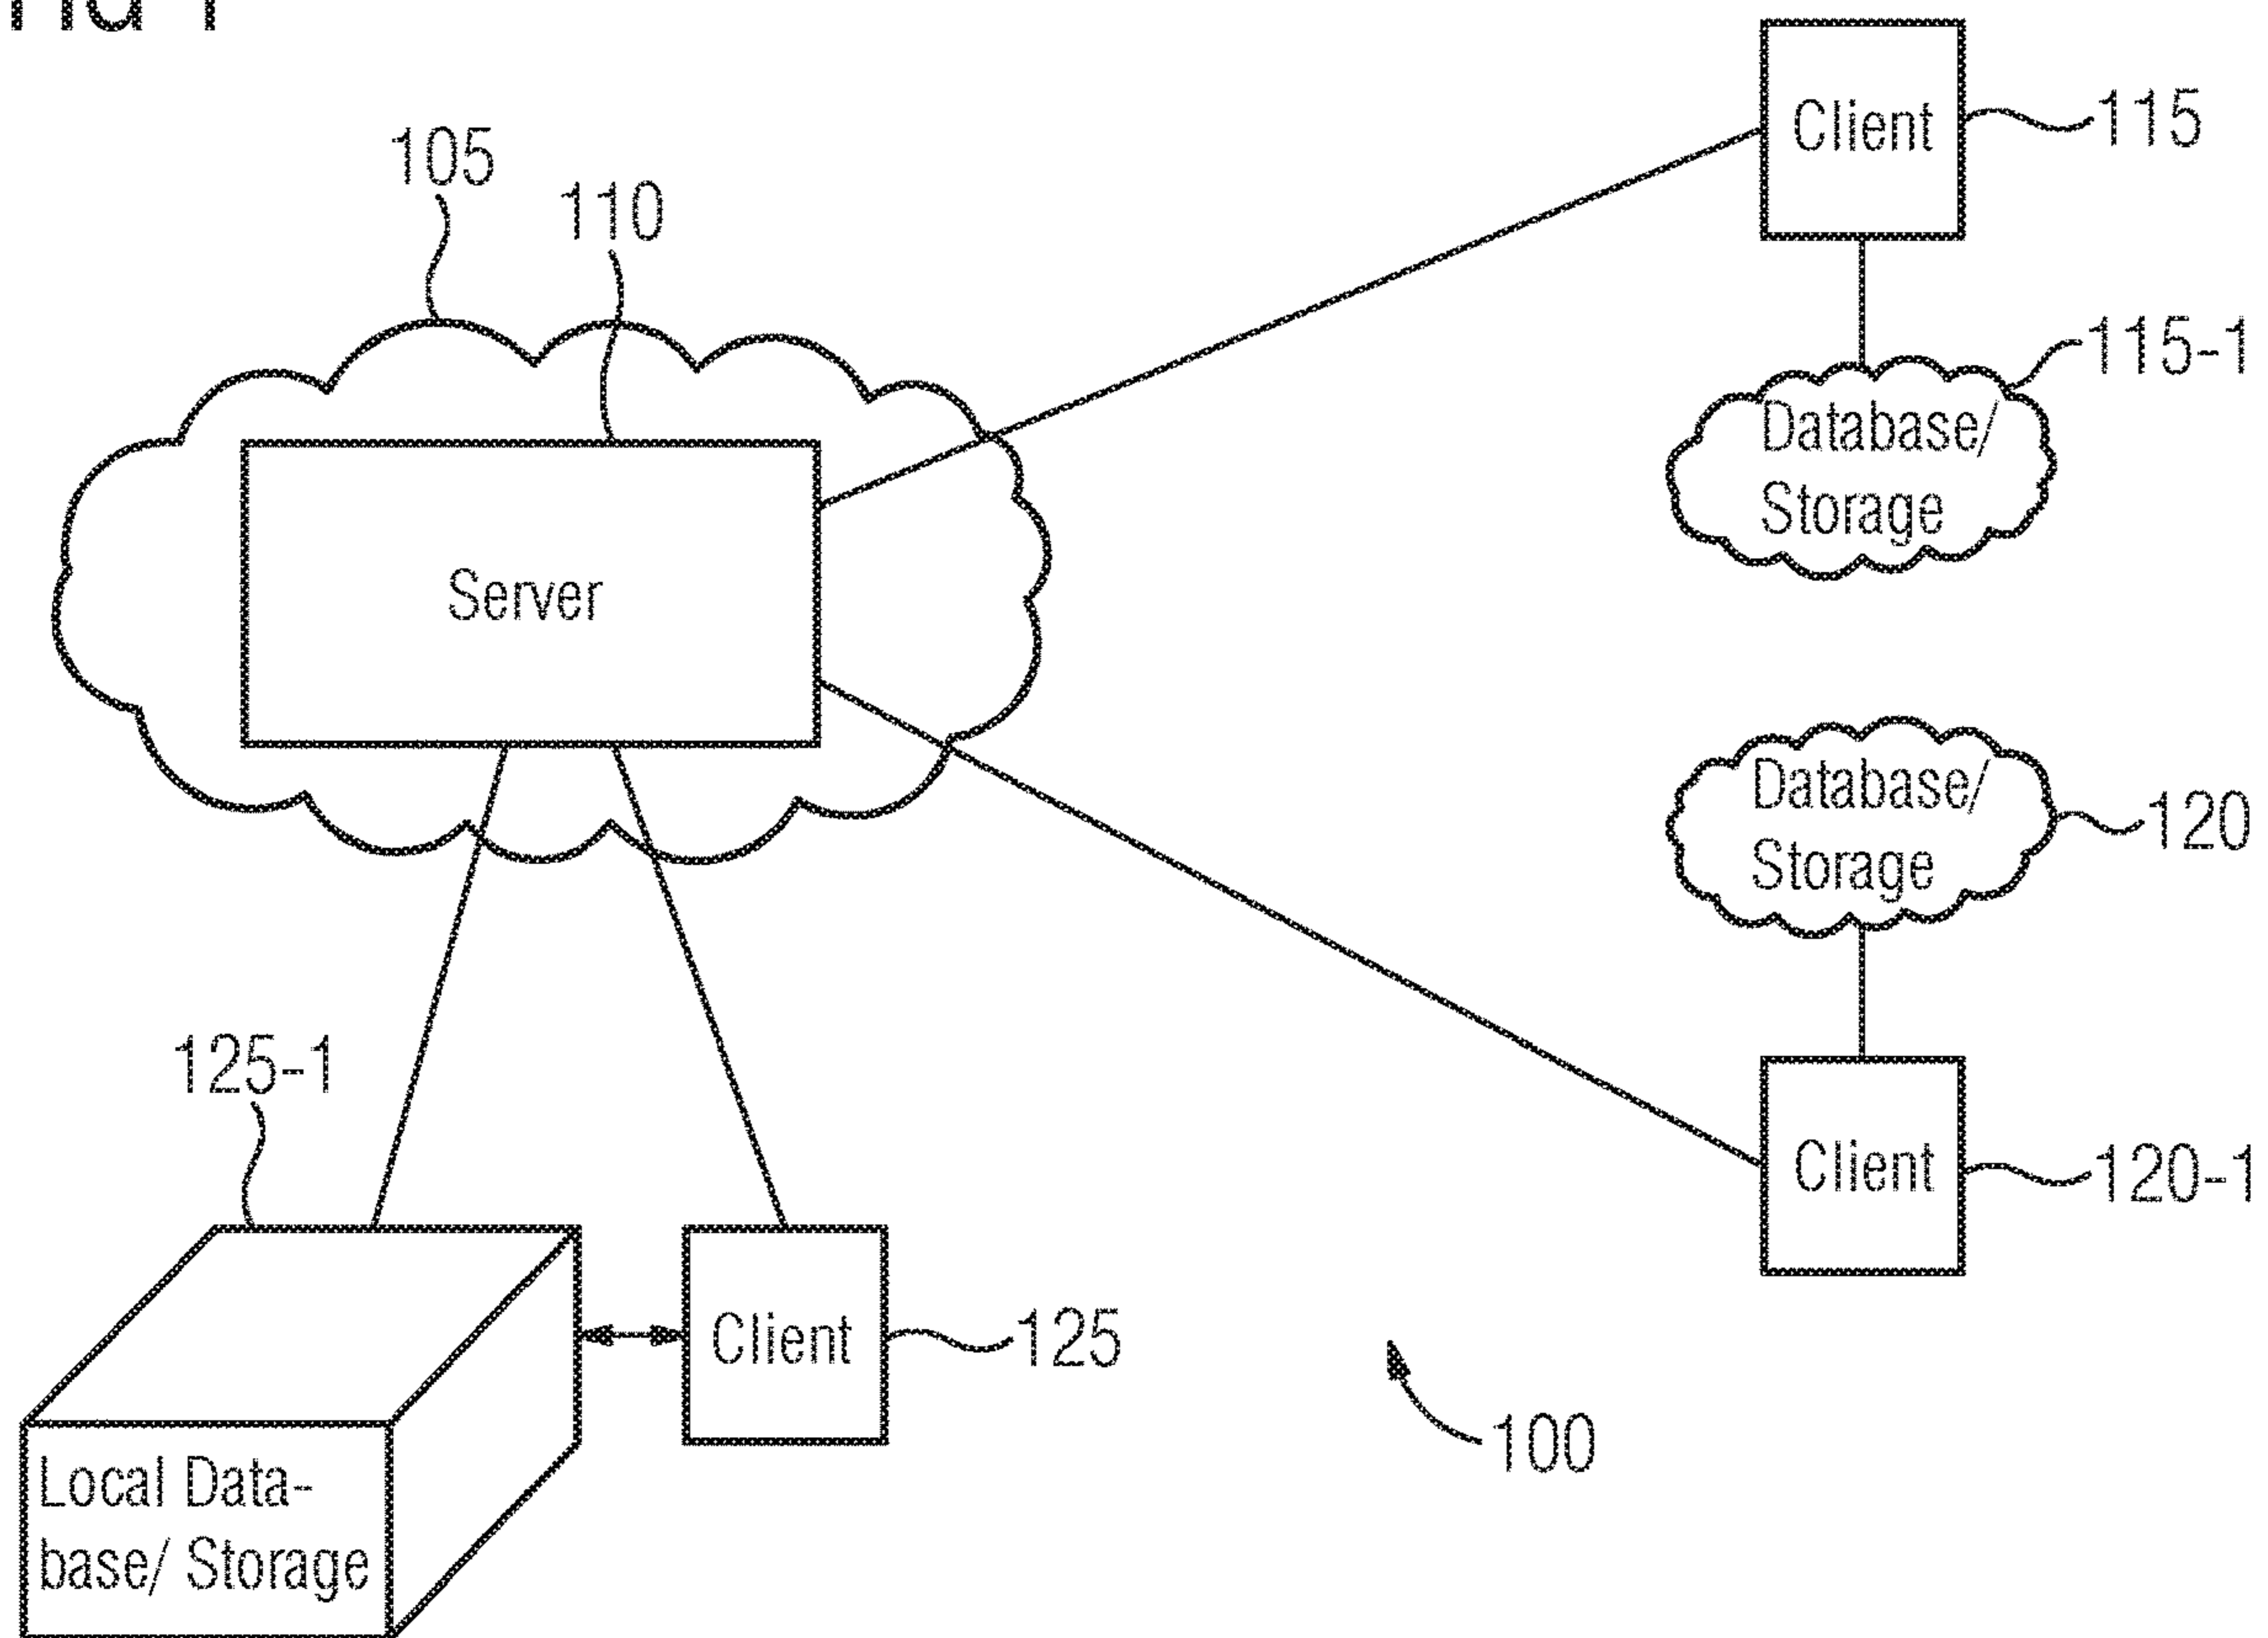 105
110
Client
115
115-1
Database/
Storage
Server
Database/
Storage
120
125-1
Client
120-1
Client
125
100
Local Data-
base/ Storage